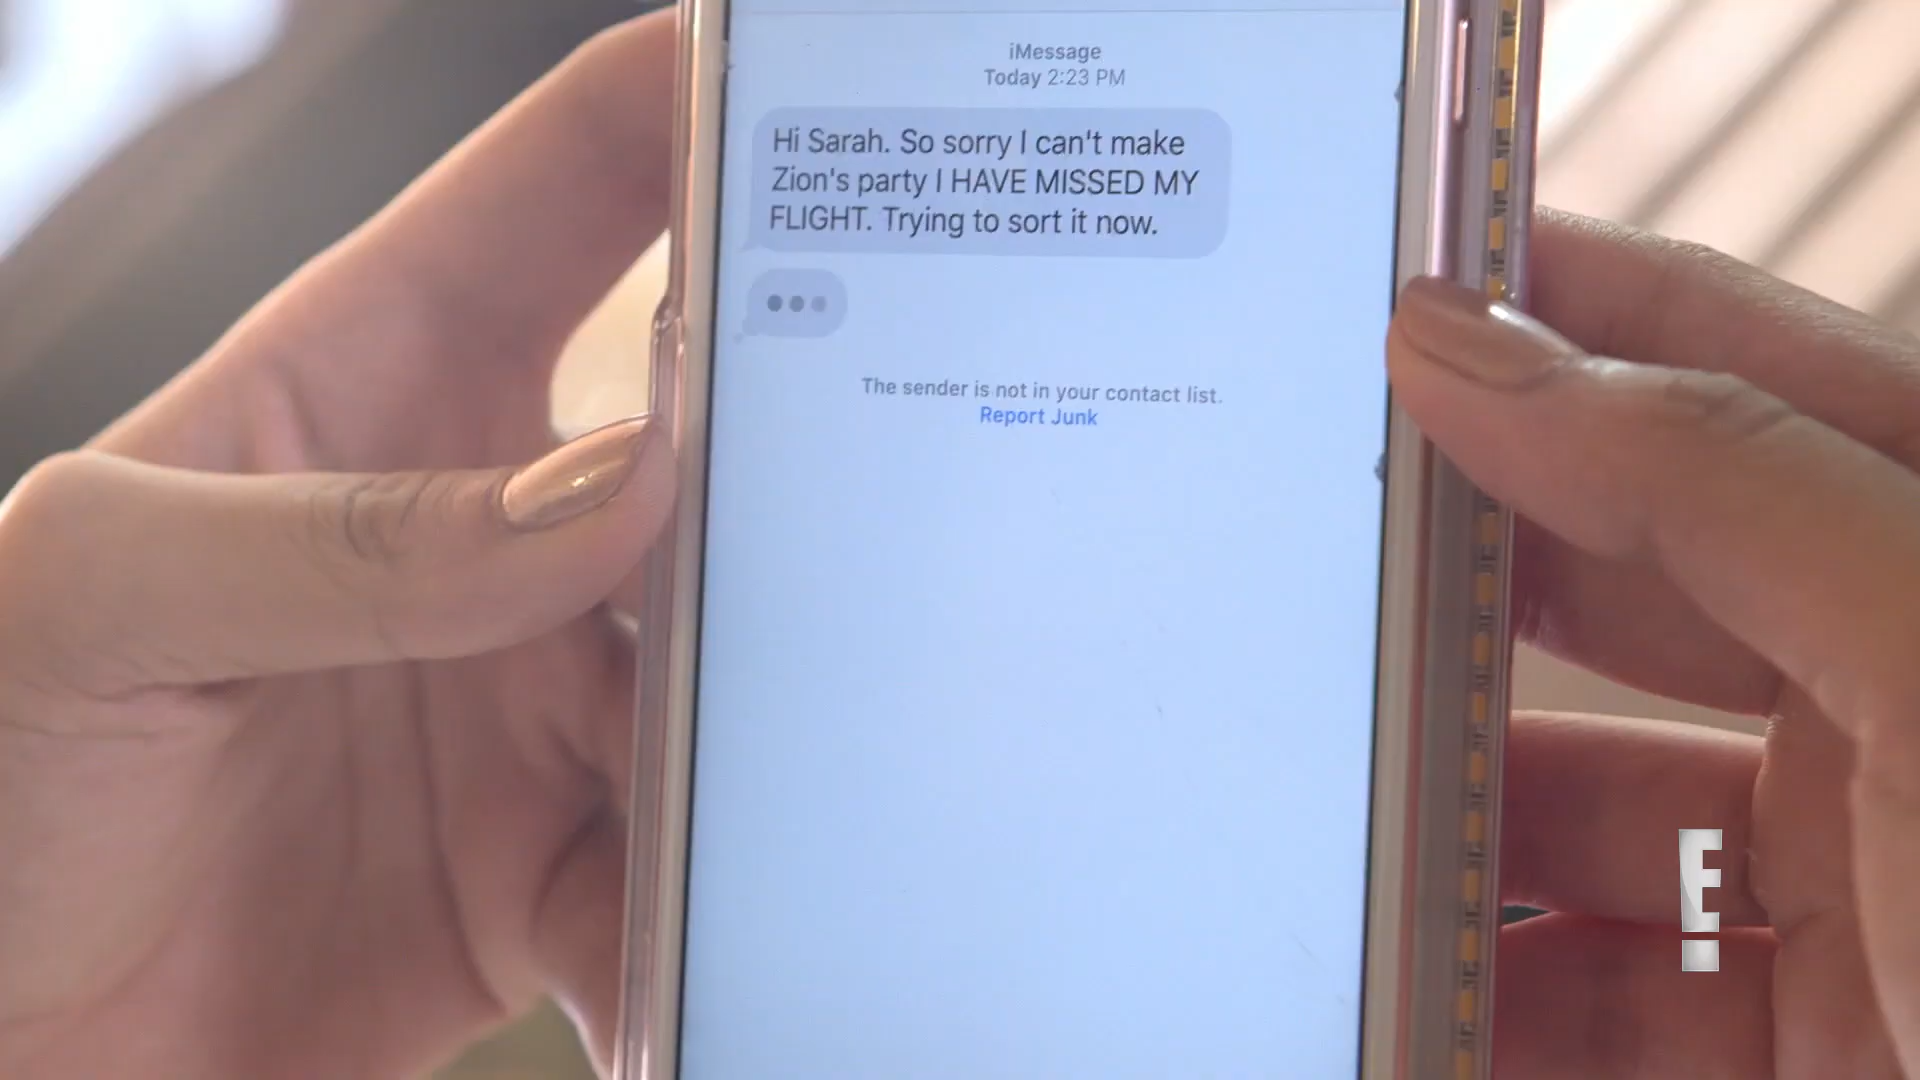 iMessage
Today 2:23 PM
Hi Sarah. So sorry I can't make
Zion's party I HAVE MISSED MY
FLIGHT. Trying to sort it now.
The sender is not in your contact list.
Report Junk
E!